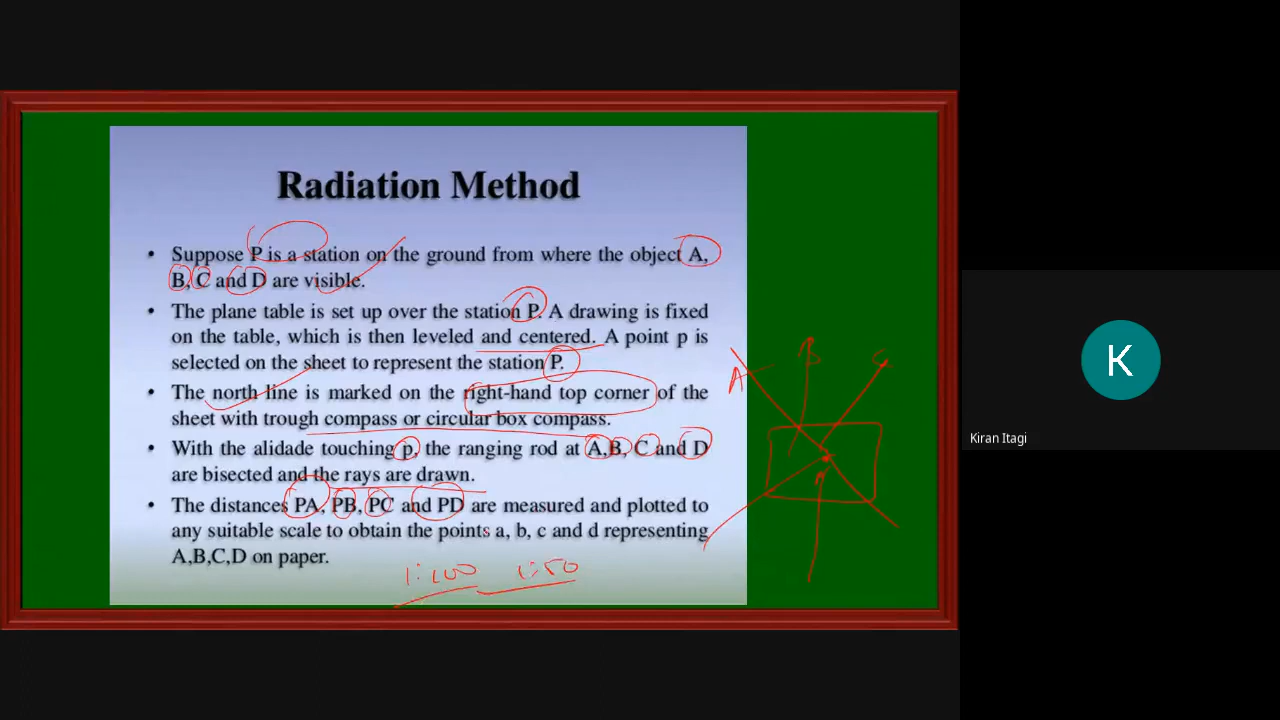 Radiation Method
• Suppose P is a station on the ground from where the object A,
B, C and D are visible.
• The plane table is set up over the station P. A drawing is fixed
on the table, which is then leveled and centered. A point p is
selected on the sheet to represent the station P.
• The north line is marked on the right-hand top corner of the
sheet with trough compass or circular box compass.
• With the alidade touching p, the ranging rod at A,B, C and D
are bisected and the rays are drawn.
• The distances PA, PB, PC and PD are measured and plotted to
any suitable scale to obtain the points a, b, c and d representing
A,B,C,D on paper.
1:100 1:50
A
B
C
K
Kiran Itagi